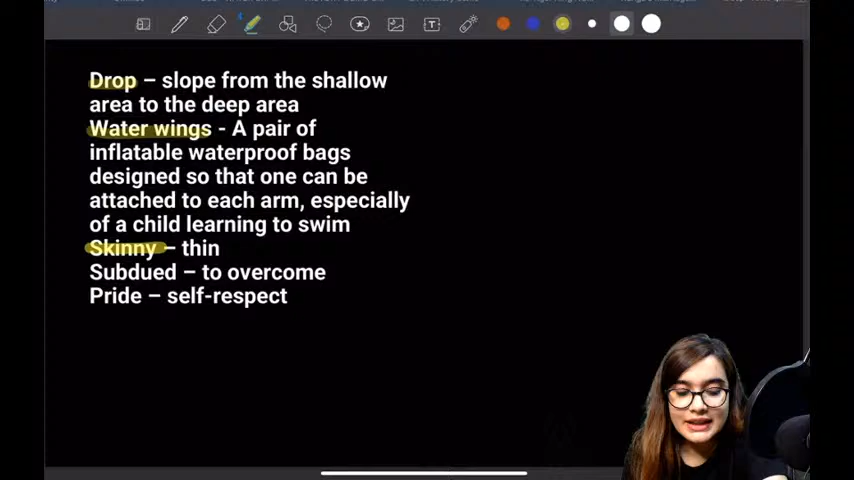 Drop – slope from the shallow
area to the deep area
Water wings - A pair of
inflatable waterproof bags
designed so that one can be
attached to each arm, especially
of a child learning to swim
Skinny – thin
Subdued – to overcome
Pride – self-respect